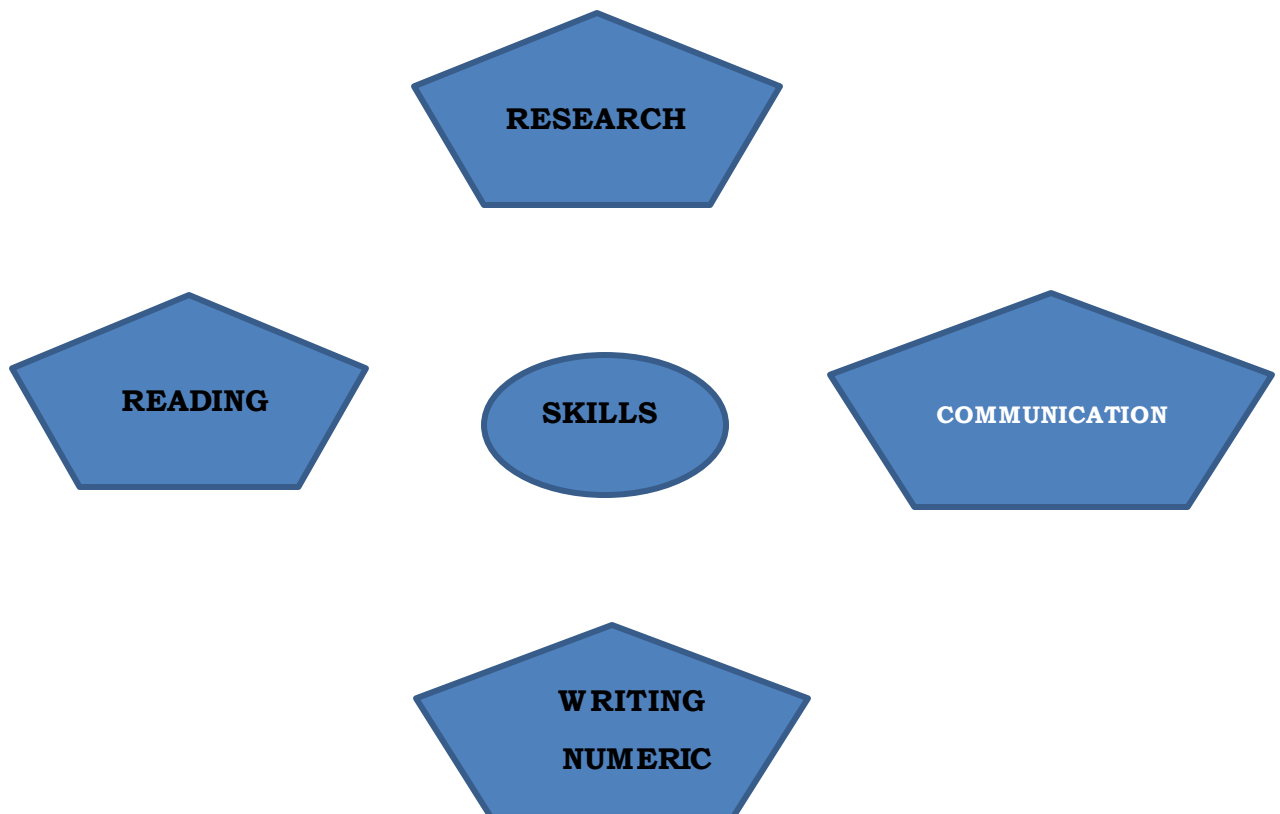 RESEARCH
READING
SKILLS
COMMUNICATION
WRITING
NUMERIC